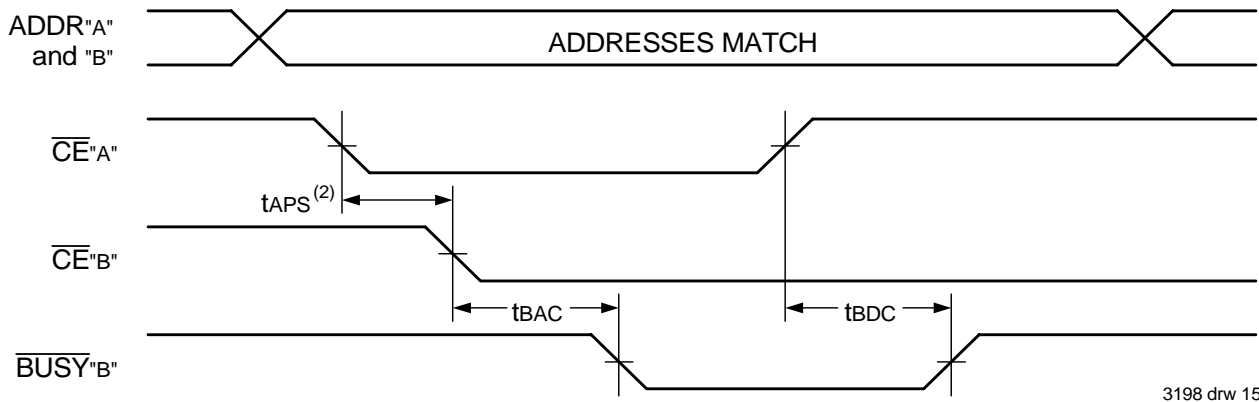 ADDR"A"
and "B"
ADDRESSES MATCH
CE"A"
tAPS(2)
CE"B"
tBAC
tBDC
BUSY"B"
3198 drw 15